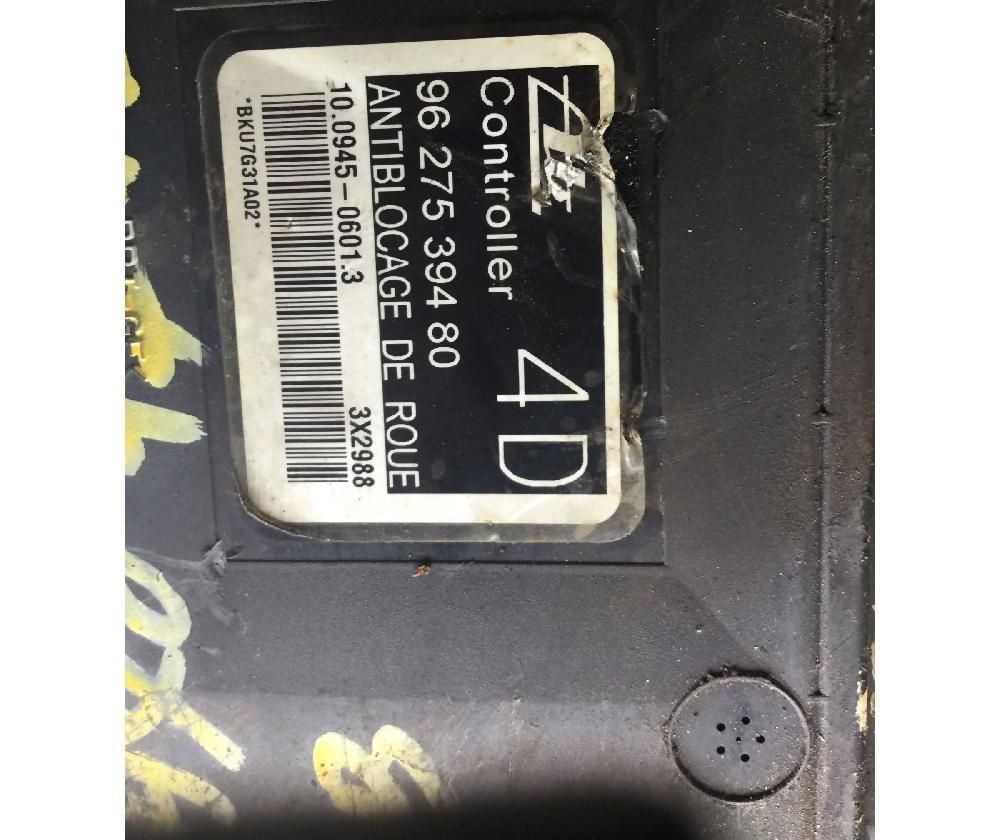 Controller 4D
96 275 394 80
ANTIBLOCAGE DE ROUE
10.0945-0601.3 3X2988
*BKU7G31A02*